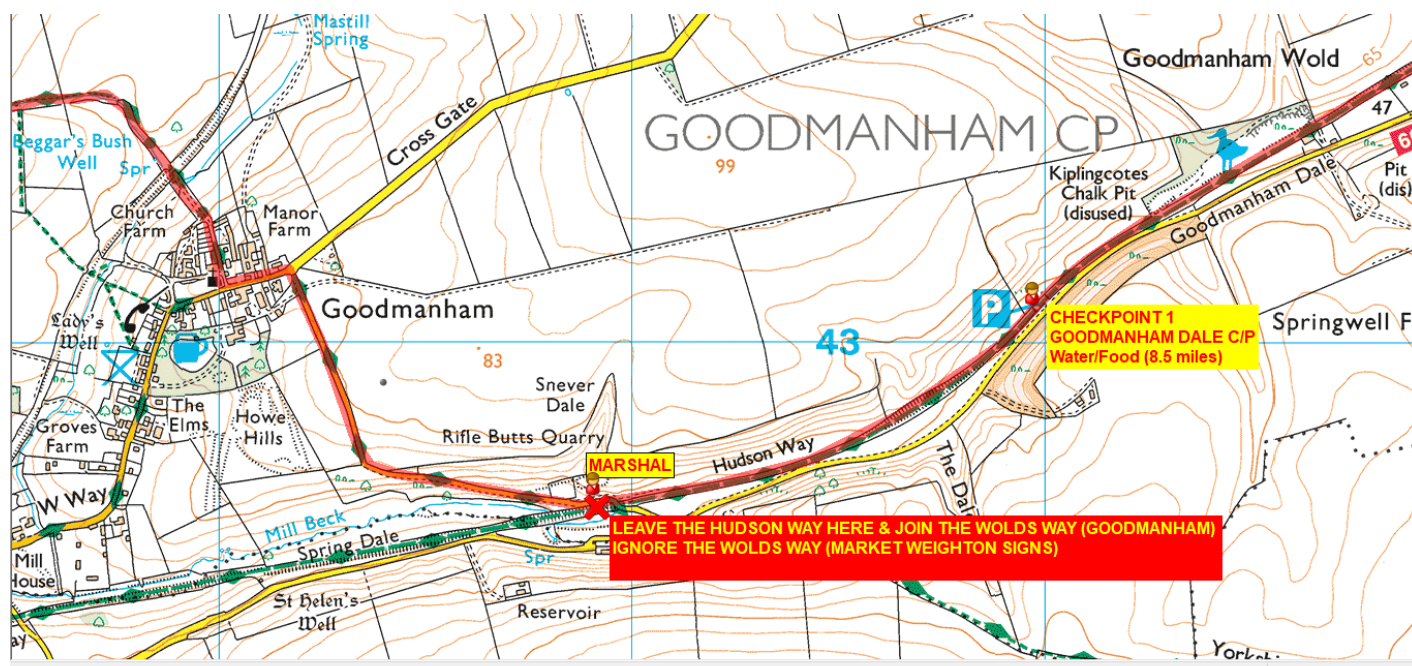 Mastill
Spring
Goodmanham Wold
65
47
6
Cross Gate
GOODMANHAM CP
99
Beggar's Bush
Well
Spr
Kiplingcotes
Chalk Pit
(disused)
Pit
(dis)
Goodmanham Dale
Church
Farm
Manor
Farm
Goodmanham
P
CHECKPOINT 1
GOODMANHAM DALE C/P
Water/Food (8.5 miles)
Springwell F
Lady's
Well
43
83
Snever
Dale
The
Elms
Howe
Hills
Groves
Farm
Rifle Butts Quarry
MARSHAL
Hudson Way
The Dale
W Way
Mill Beck
Spring Dale
LEAVE THE HUDSON WAY HERE & JOIN THE WOLDS WAY (GOODMANHAM)
IGNORE THE WOLDS WAY (MARKET WEIGHTON SIGNS)
Spr
Mill
House
St Helen's
Well
Reservoir
ay
Yorksh